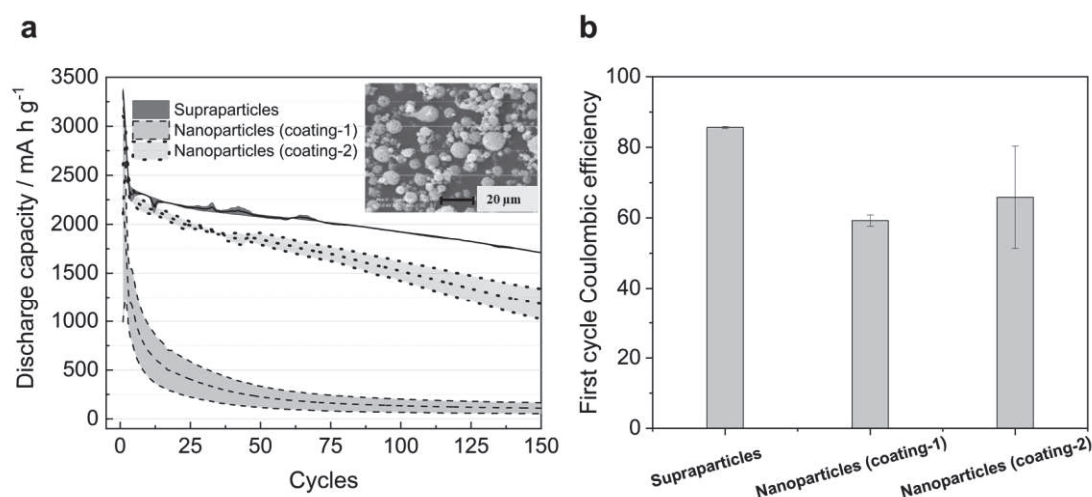 a
3500
3000
2500
2250
2000
1500
1000
500
250
0
Discharge capacity / mA h g⁻¹
Supraparticles
Nanoparticles (coating-1)
Nanoparticles (coating-2)
20 µm
0
25
50
75
100
125
150
Cycles
b
100
80
60
40
20
0
First cycle Coulombic efficiency
Supraparticles
Nanoparticles (coating-1)
Nanoparticles (coating-2)